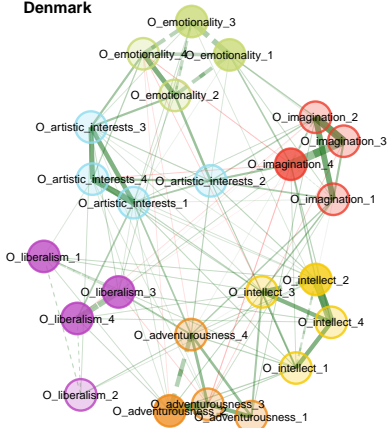 Denmark
O_emotionality_3
O_emotionality_4
O_emotionality_1
O_emotionality_2
O_imagination_2
O_artistic_interests_3
O_imagination_3
O_imagination_4
O_artistic_interests_4
O_artistic_interests_2
O_artistic_interests_1
O_imagination_1
O_liberalism_1
O_intellect_2
O_liberalism_3
O_intellect_3
O_liberalism_4
O_intellect_4
O_adventurousness_4
O_intellect_1
O_liberalism_2
O_adventurousness_3
O_adventurousness_2
O_adventurousness_1